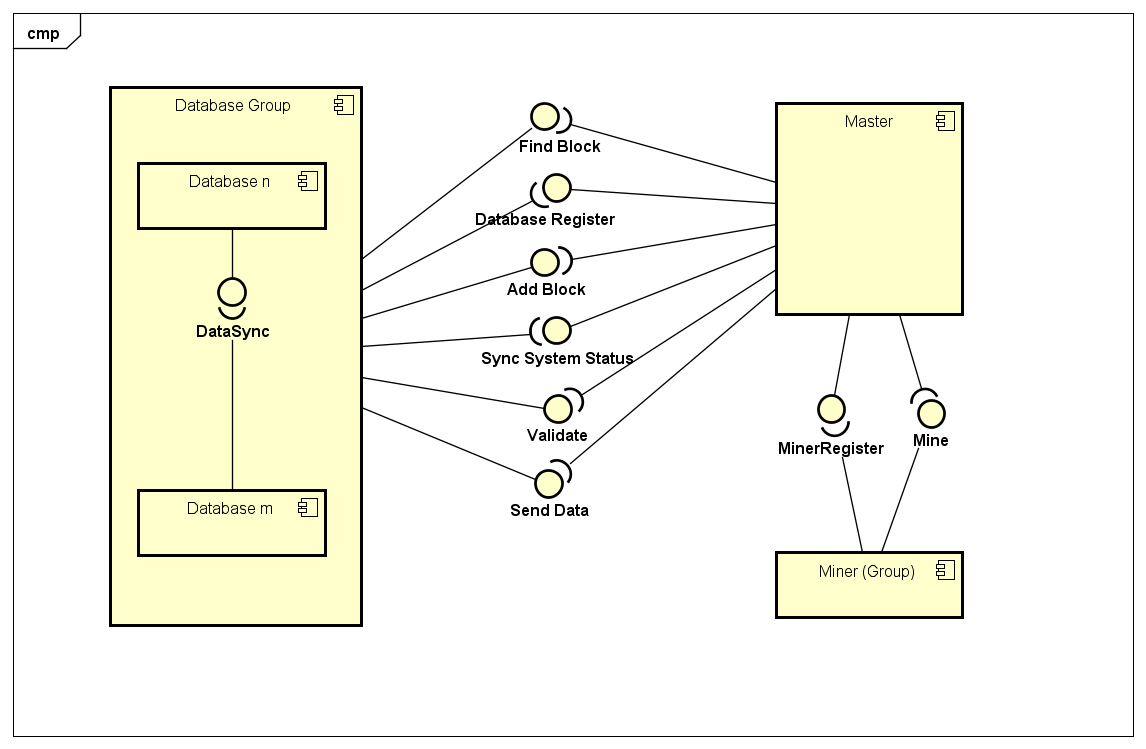 cmp
Database Group
Database n
DataSync
Database m
Find Block
Database Register
Add Block
Sync System Status
Validate
Send Data
Master
MinerRegister
Mine
Miner (Group)